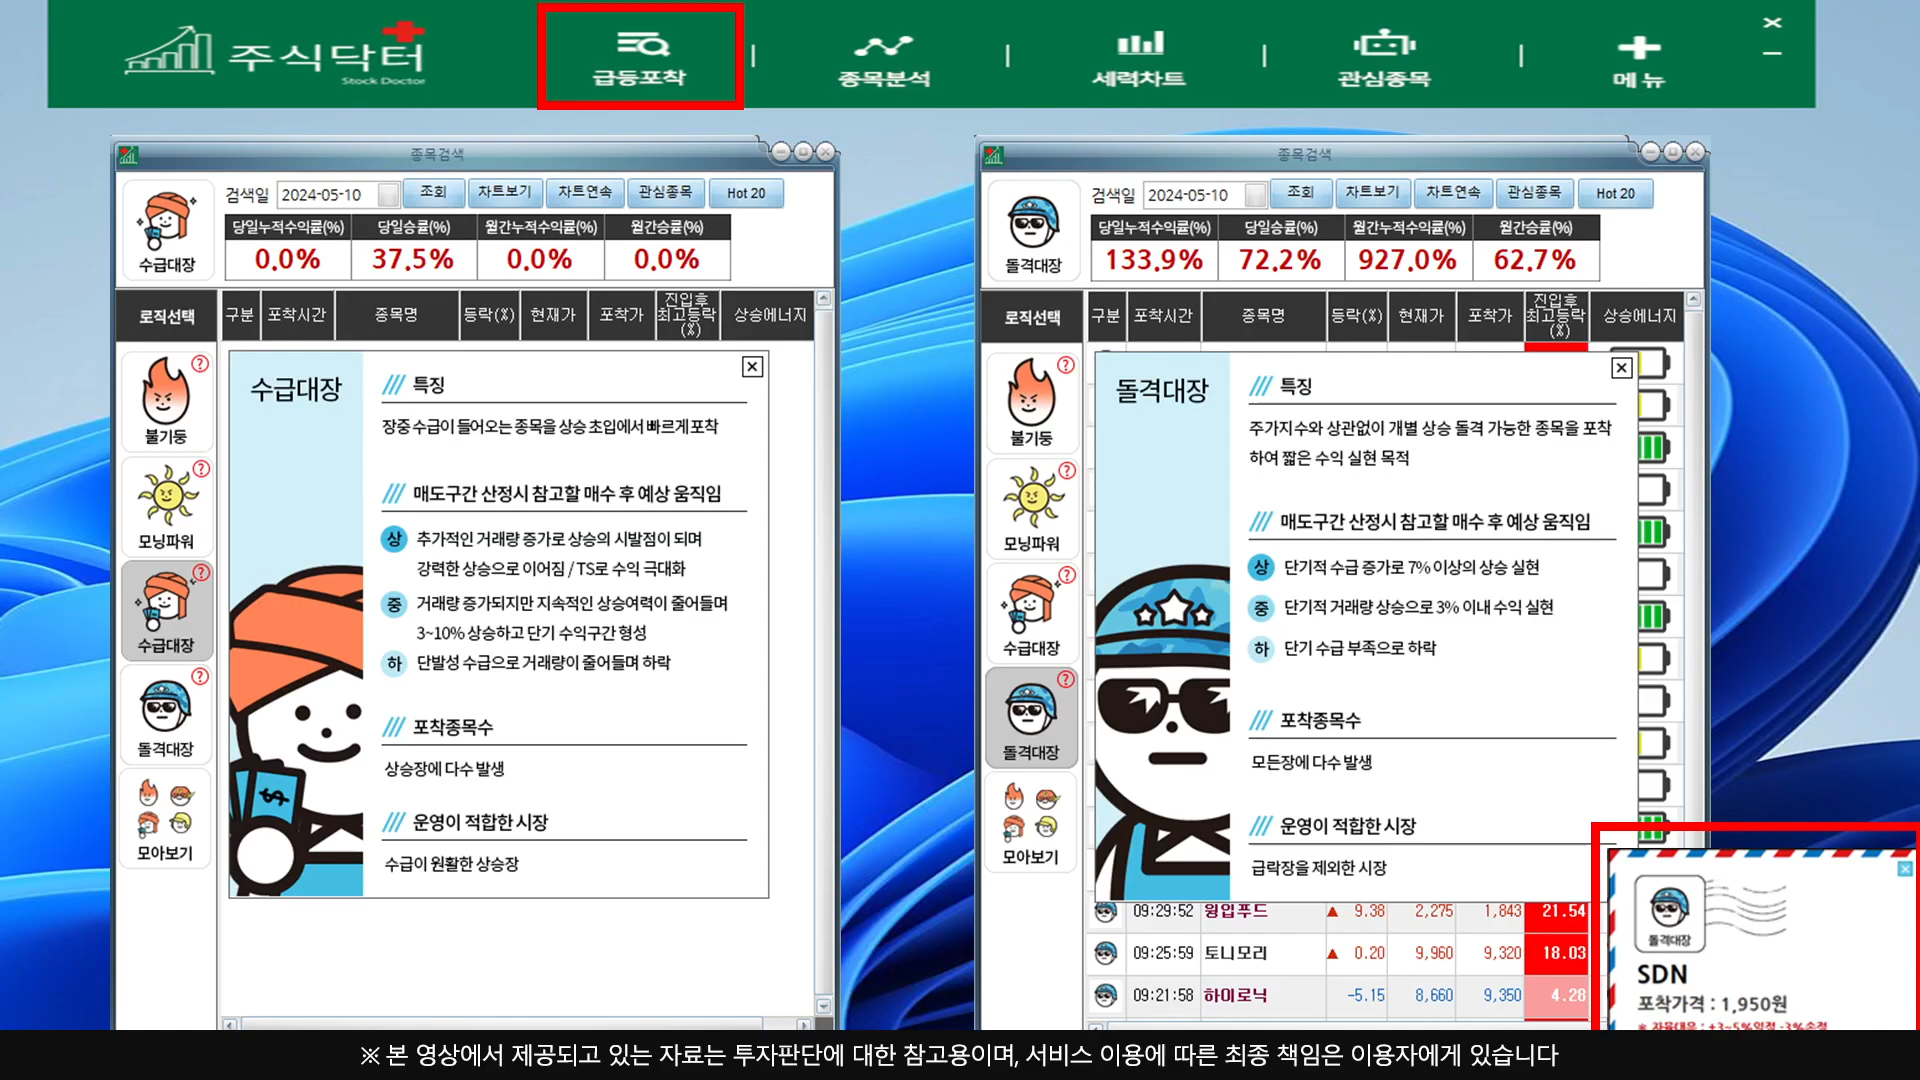 주식닥터
Stock Doctor
급등포착
종목분석
세력차트
관심종목
메뉴
종목검색
수급대장
검색일 2024-05-10 조회 차트보기 차트연속 관심종목 Hot 20
당일누적수익률(%) 당일승률(%) 월간누적수익률(%) 월간승률(%)
0.0% 37.5% 0.0% 0.0%
로직선택 구분 포착시간 종목명 등락(%) 현재가 포착가 진입후 최고등락 (%) 상승에너지
불기둥
모닝파워
수급대장
돌격대장
모아보기
수급대장
/// 특징
장중 수급이 들어오는 종목을 상승 초입에서 빠르게 포착
/// 매도구간 산정시 참고할 매수 후 예상 움직임
상 추가적인 거래량 증가로 상승의 시발점이 되며
강력한 상승으로 이어짐 / TS로 수익 극대화
중 거래량 증가되지만 지속적인 상승여력이 줄어들며
3~10% 상승하고 단기 수익구간 형성
하 단발성 수급으로 거래량이 줄어들며 하락
/// 포착종목수
상승장에 다수 발생
/// 운영이 적합한 시장
수급이 원활한 상승장
종목검색
돌격대장
검색일 2024-05-10 조회 차트보기 차트연속 관심종목 Hot 20
당일누적수익률(%) 당일승률(%) 월간누적수익률(%) 월간승률(%)
133.9% 72.2% 927.0% 62.7%
로직선택 구분 포착시간 종목명 등락(%) 현재가 포착가 진입후 최고등락 (%) 상승에너지
불기둥
모닝파워
수급대장
돌격대장
모아보기
돌격대장
/// 특징
주가지수와 상관없이 개별 상승 돌격 가능한 종목을 포착
하여 짧은 수익 실현 목적
/// 매도구간 산정시 참고할 매수 후 예상 움직임
상 단기적 수급 증가로 7% 이상의 상승 실현
중 단기적 거래량 상승으로 3% 이내 수익 실현
하 단기 수급 부족으로 하락
/// 포착종목수
모든장에 다수 발생
/// 운영이 적합한 시장
급락장을 제외한 시장
09:29:52 윙입푸드 ▲ 9.38 2,275 1,843 21.54
09:25:59 토니모리 ▲ 0.20 9,960 9,320 18.03
09:21:58 하이로닉 -5.15 8,660 9,350 4.28
돌격대장
SDN
포착가격 : 1,950원
※ 본 영상에서 제공되고 있는 자료는 투자판단에 대한 참고용이며, 서비스 이용에 따른 최종 책임은 이용자에게 있습니다